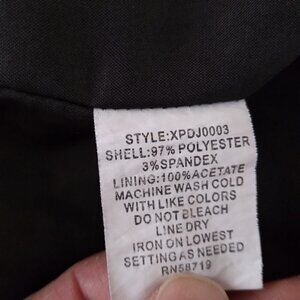 STYLE:XPDJ0003
SHELL:97% POLYESTER
3%SPANDEX
LINING:100%ACETATE
MACHINE WASH COLD
WITH LIKE COLORS
DO NOT BLEACH
LINE DRY
IRON ON LOWEST
SETTING AS NEEDED
RN58719